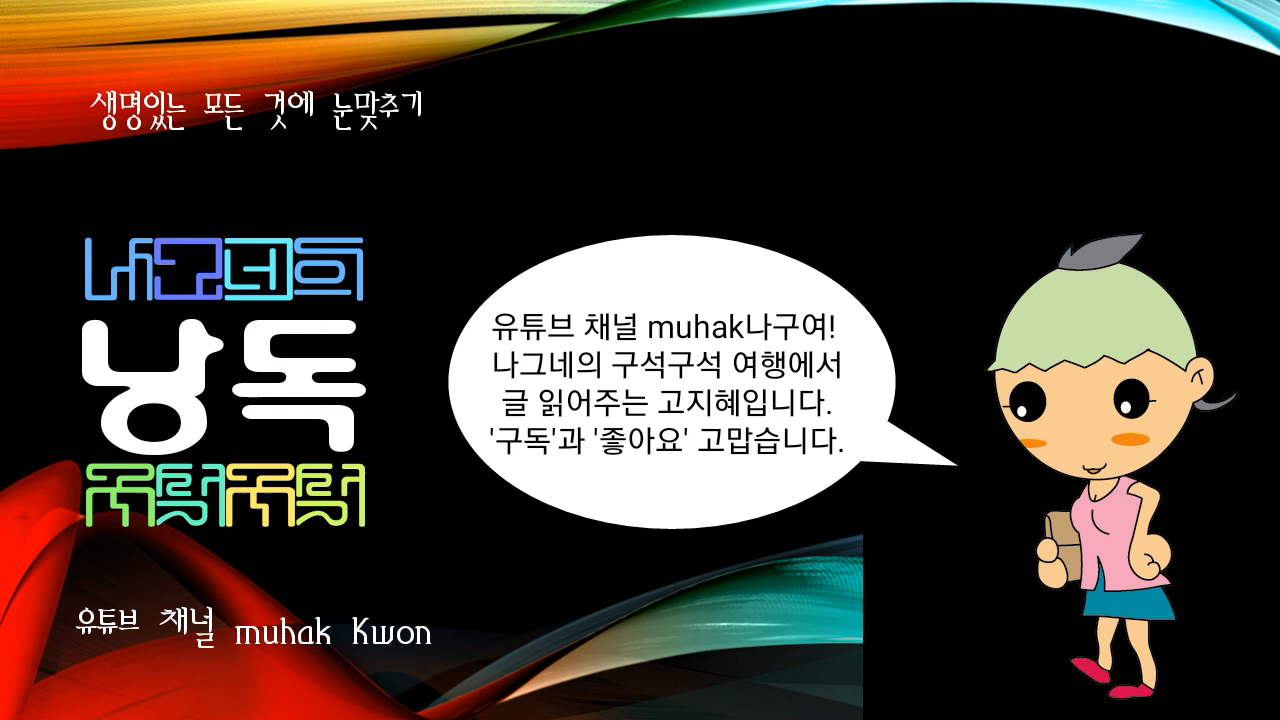 생명있는 모든 것에 눈맞추기
나그네의
낭독
구석구석
유튜브 채널 muhak나구여!
나그네의 구석구석 여행에서
글 읽어주는 고지혜입니다.
'구독'과 '좋아요' 고맙습니다.
유튜브 채널 muhak Kwon